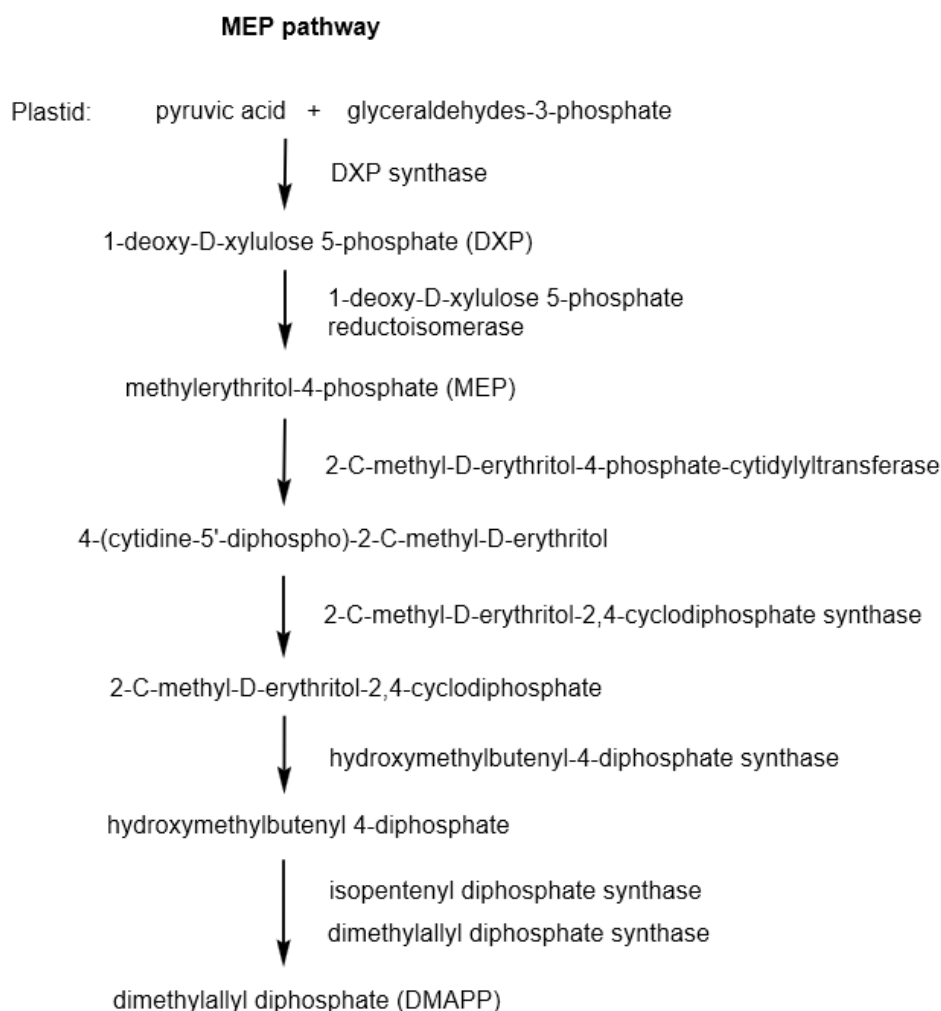 MEP pathway
Plastid: pyruvic acid + glyceraldehydes-3-phosphate
DXP synthase
1-deoxy-D-xylulose 5-phosphate (DXP)
1-deoxy-D-xylulose 5-phosphate
reductoisomerase
methylerythritol-4-phosphate (MEP)
2-C-methyl-D-erythritol-4-phosphate-cytidylyltransferase
4-(cytidine-5'-diphospho)-2-C-methyl-D-erythritol
2-C-methyl-D-erythritol-2,4-cyclodiphosphate synthase
2-C-methyl-D-erythritol-2,4-cyclodiphosphate
hydroxymethylbutenyl-4-diphosphate synthase
hydroxymethylbutenyl 4-diphosphate
isopentenyl diphosphate synthase
dimethylallyl diphosphate synthase
dimethylallyl diphosphate (DMAPP)